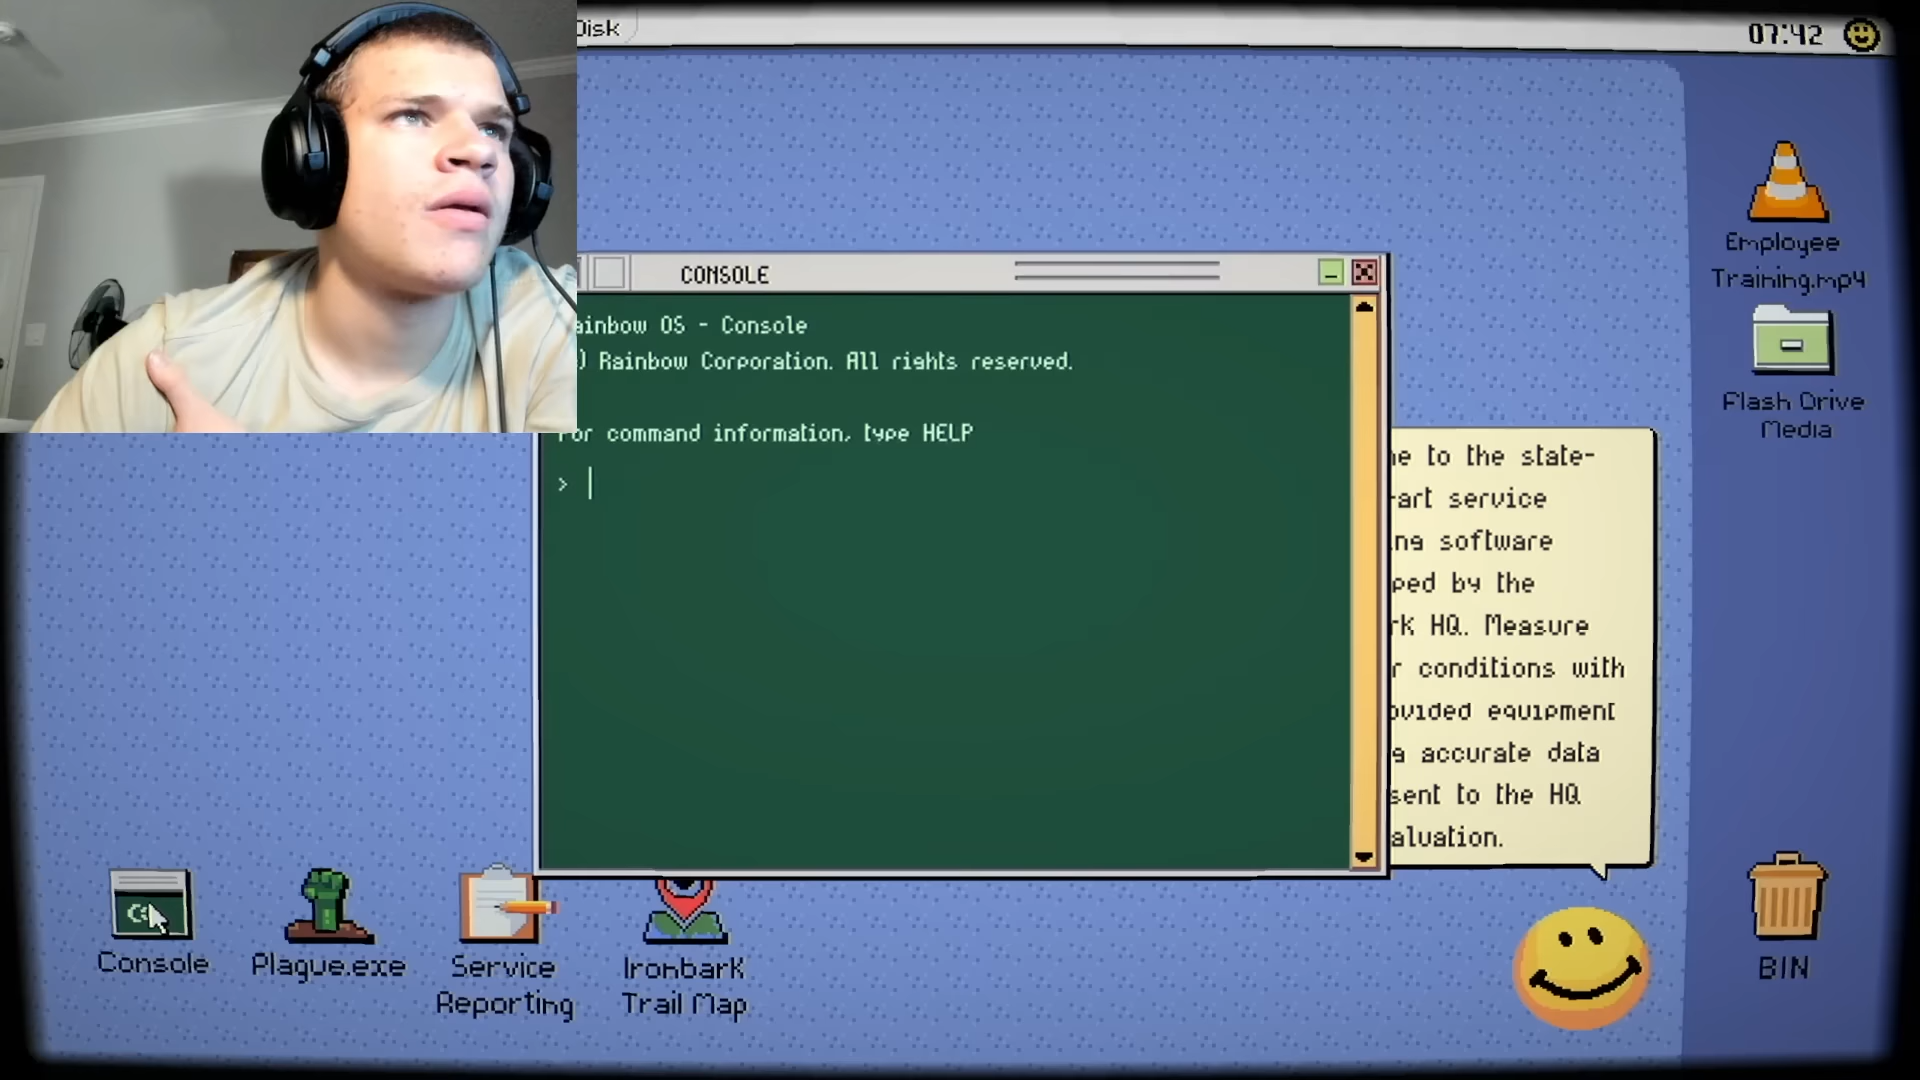 Disk
07:42
Employee
Training.mp4
Flash Drive
Media
CONSOLE
ainbow OS - Console
) Rainbow Corporation. All rights reserved.
For command information, type HELP
>
e to the state-
art service
ng software
ped by the
rk HQ. Measure
r conditions with
ovided equipment
g accurate data
sent to the HQ
aluation.
Console
Plague.exe
Service
Reporting
Ironbark
Trail Map
BIN